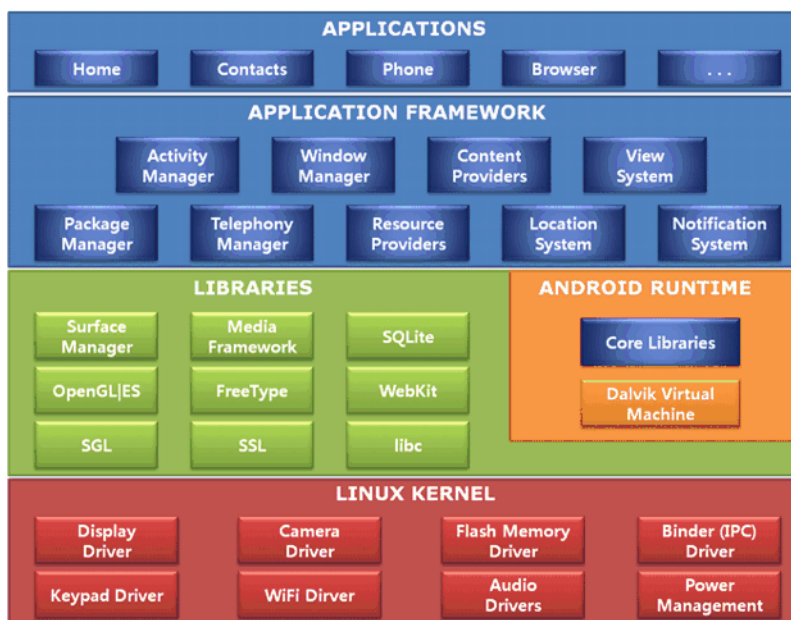 APPLICATIONS
Home
Contacts
Phone
Browser
. . .
APPLICATION FRAMEWORK
Activity
Manager
Window
Manager
Content
Providers
View
System
Package
Manager
Telephony
Manager
Resource
Providers
Location
System
Notification
System
LIBRARIES
Surface
Manager
Media
Framework
SQLite
OpenGL|ES
FreeType
WebKit
SGL
SSL
libc
ANDROID RUNTIME
Core Libraries
Dalvik Virtual
Machine
LINUX KERNEL
Display
Driver
Camera
Driver
Flash Memory
Driver
Binder (IPC)
Driver
Keypad Driver
WiFi Dirver
Audio
Drivers
Power
Management